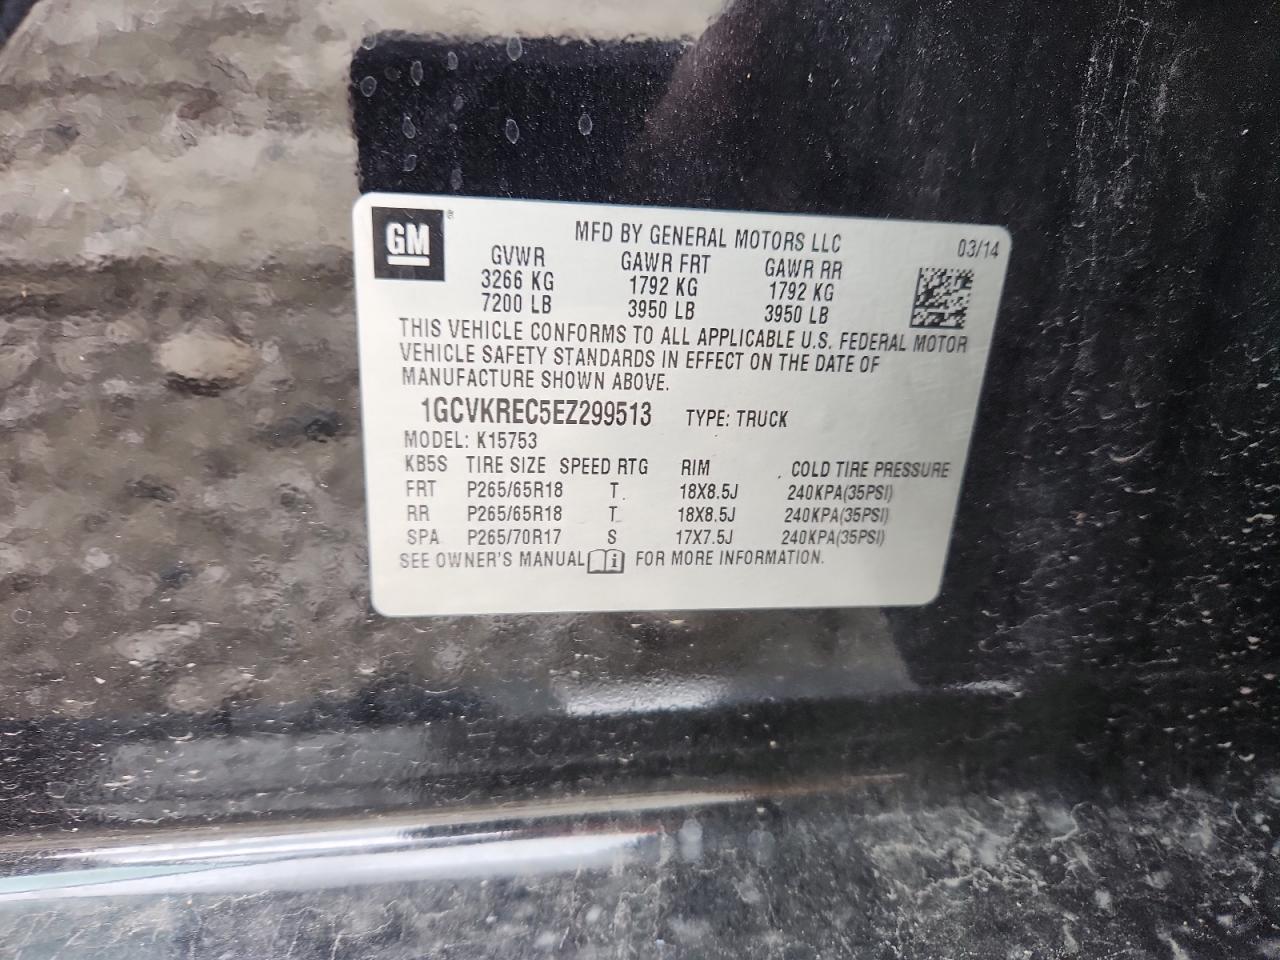 GM
MFD BY GENERAL MOTORS LLC 03/14
GVWR GAWR FRT GAWR RR
3266 KG 1792 KG 1792 KG
7200 LB 3950 LB 3950 LB
THIS VEHICLE CONFORMS TO ALL APPLICABLE U.S. FEDERAL MOTOR
VEHICLE SAFETY STANDARDS IN EFFECT ON THE DATE OF
MANUFACTURE SHOWN ABOVE.
1GCVKREC5EZ299513 TYPE: TRUCK
MODEL: K15753
KB5S TIRE SIZE SPEED RTG RIM COLD TIRE PRESSURE
FRT P265/65R18 T 18X8.5J 240KPA(35PSI)
RR P265/65R18 T 18X8.5J 240KPA(35PSI)
SPA P265/70R17 S 17X7.5J 240KPA(35PSI)
SEE OWNER'S MANUAL i FOR MORE INFORMATION.